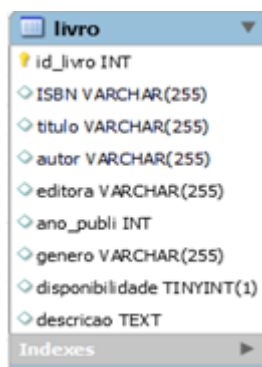 livro
id_livro INT
ISBN VARCHAR(255)
titulo VARCHAR(255)
autor VARCHAR(255)
editora VARCHAR(255)
ano_publi INT
genero VARCHAR(255)
disponibilidade TINYINT(1)
descricao TEXT
Indexes